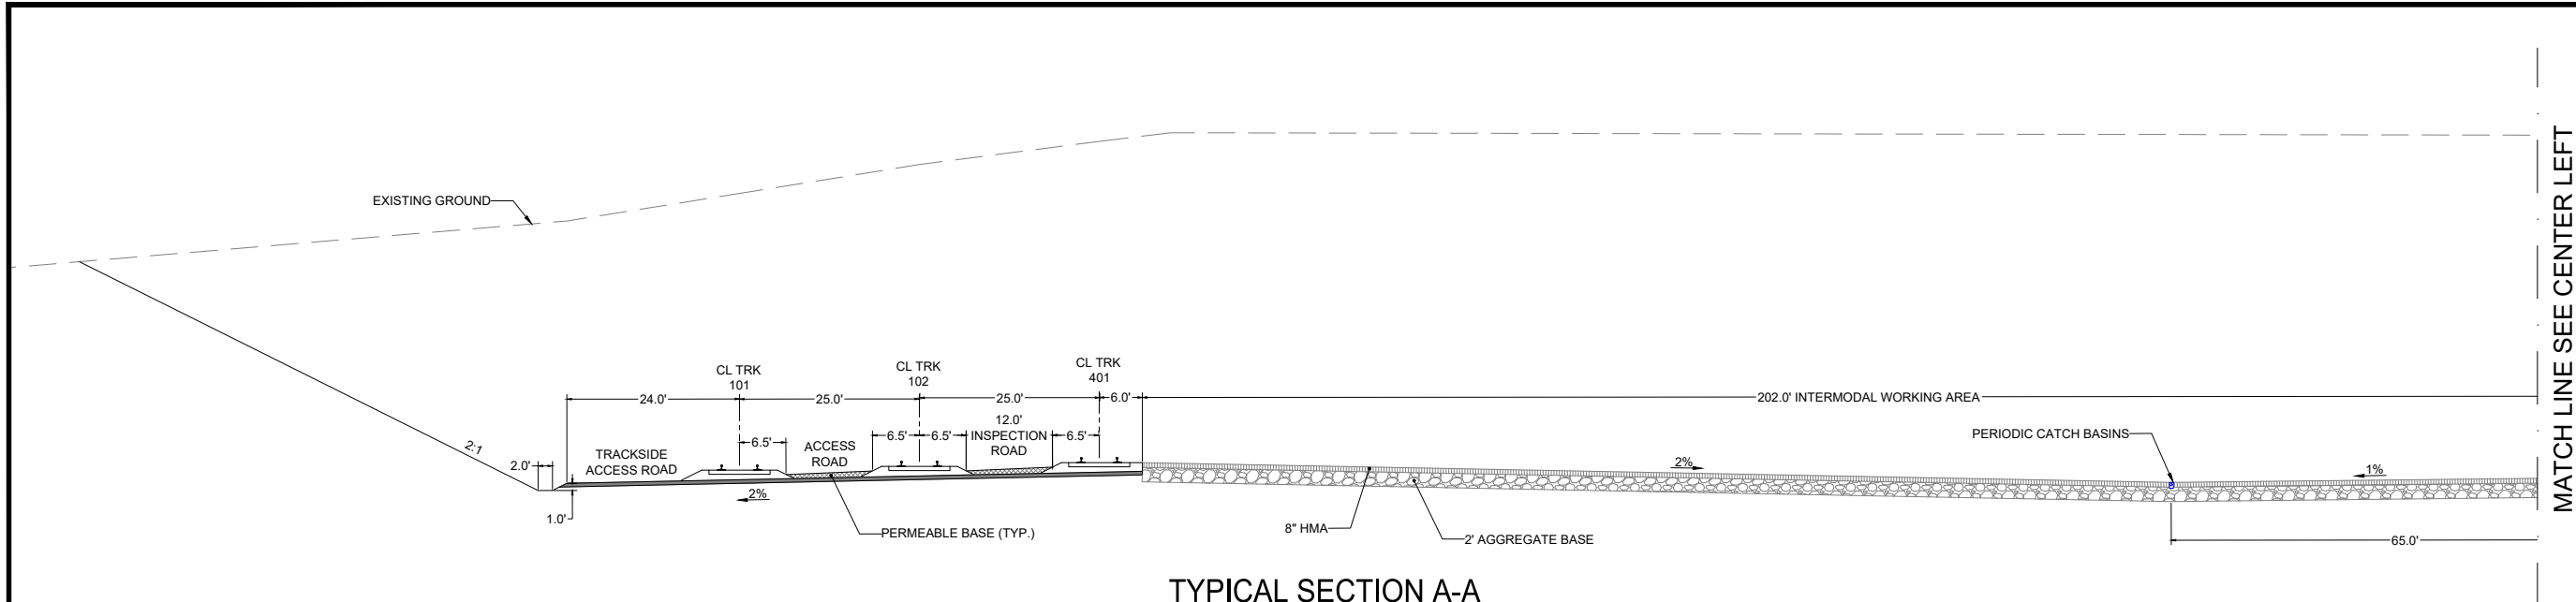 EXISTING GROUND
2:1
2.0'
1.0'
24.0'
CL TRK
101
25.0'
CL TRK
102
25.0'
CL TRK
401
6.0'
202.0' INTERMODAL WORKING AREA
TRACKSIDE
ACCESS ROAD
6.5'
ACCESS
ROAD
6.5'
6.5'
12.0'
INSPECTION
ROAD
6.5'
2%
PERMEABLE BASE (TYP.)
8" HMA
2' AGGREGATE BASE
2%
PERIODIC CATCH BASINS
1%
65.0'
MATCH LINE SEE CENTER LEFT
TYPICAL SECTION A-A